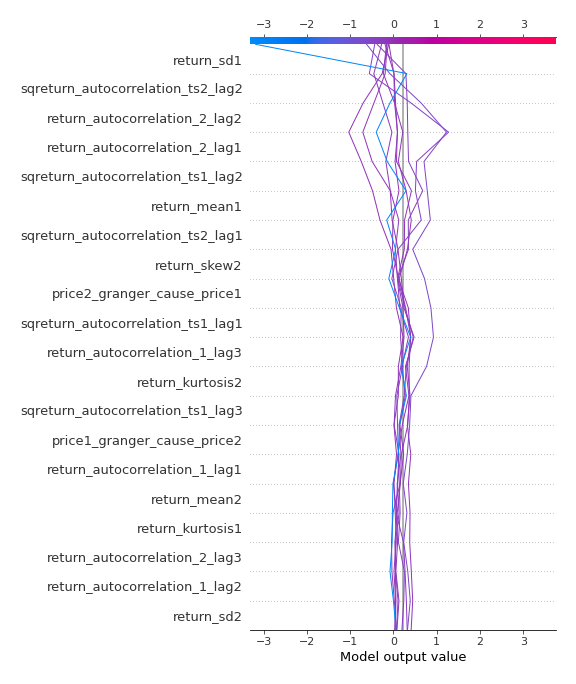 −3 −2 −1 0 1 2 3
return_sd1
sqreturn_autocorrelation_ts2_lag2
return_autocorrelation_2_lag2
return_autocorrelation_2_lag1
sqreturn_autocorrelation_ts1_lag2
return_mean1
sqreturn_autocorrelation_ts2_lag1
return_skew2
price2_granger_cause_price1
sqreturn_autocorrelation_ts1_lag1
return_autocorrelation_1_lag3
return_kurtosis2
sqreturn_autocorrelation_ts1_lag3
price1_granger_cause_price2
return_autocorrelation_1_lag1
return_mean2
return_kurtosis1
return_autocorrelation_2_lag3
return_autocorrelation_1_lag2
return_sd2
−3 −2 −1 0 1 2 3
Model output value